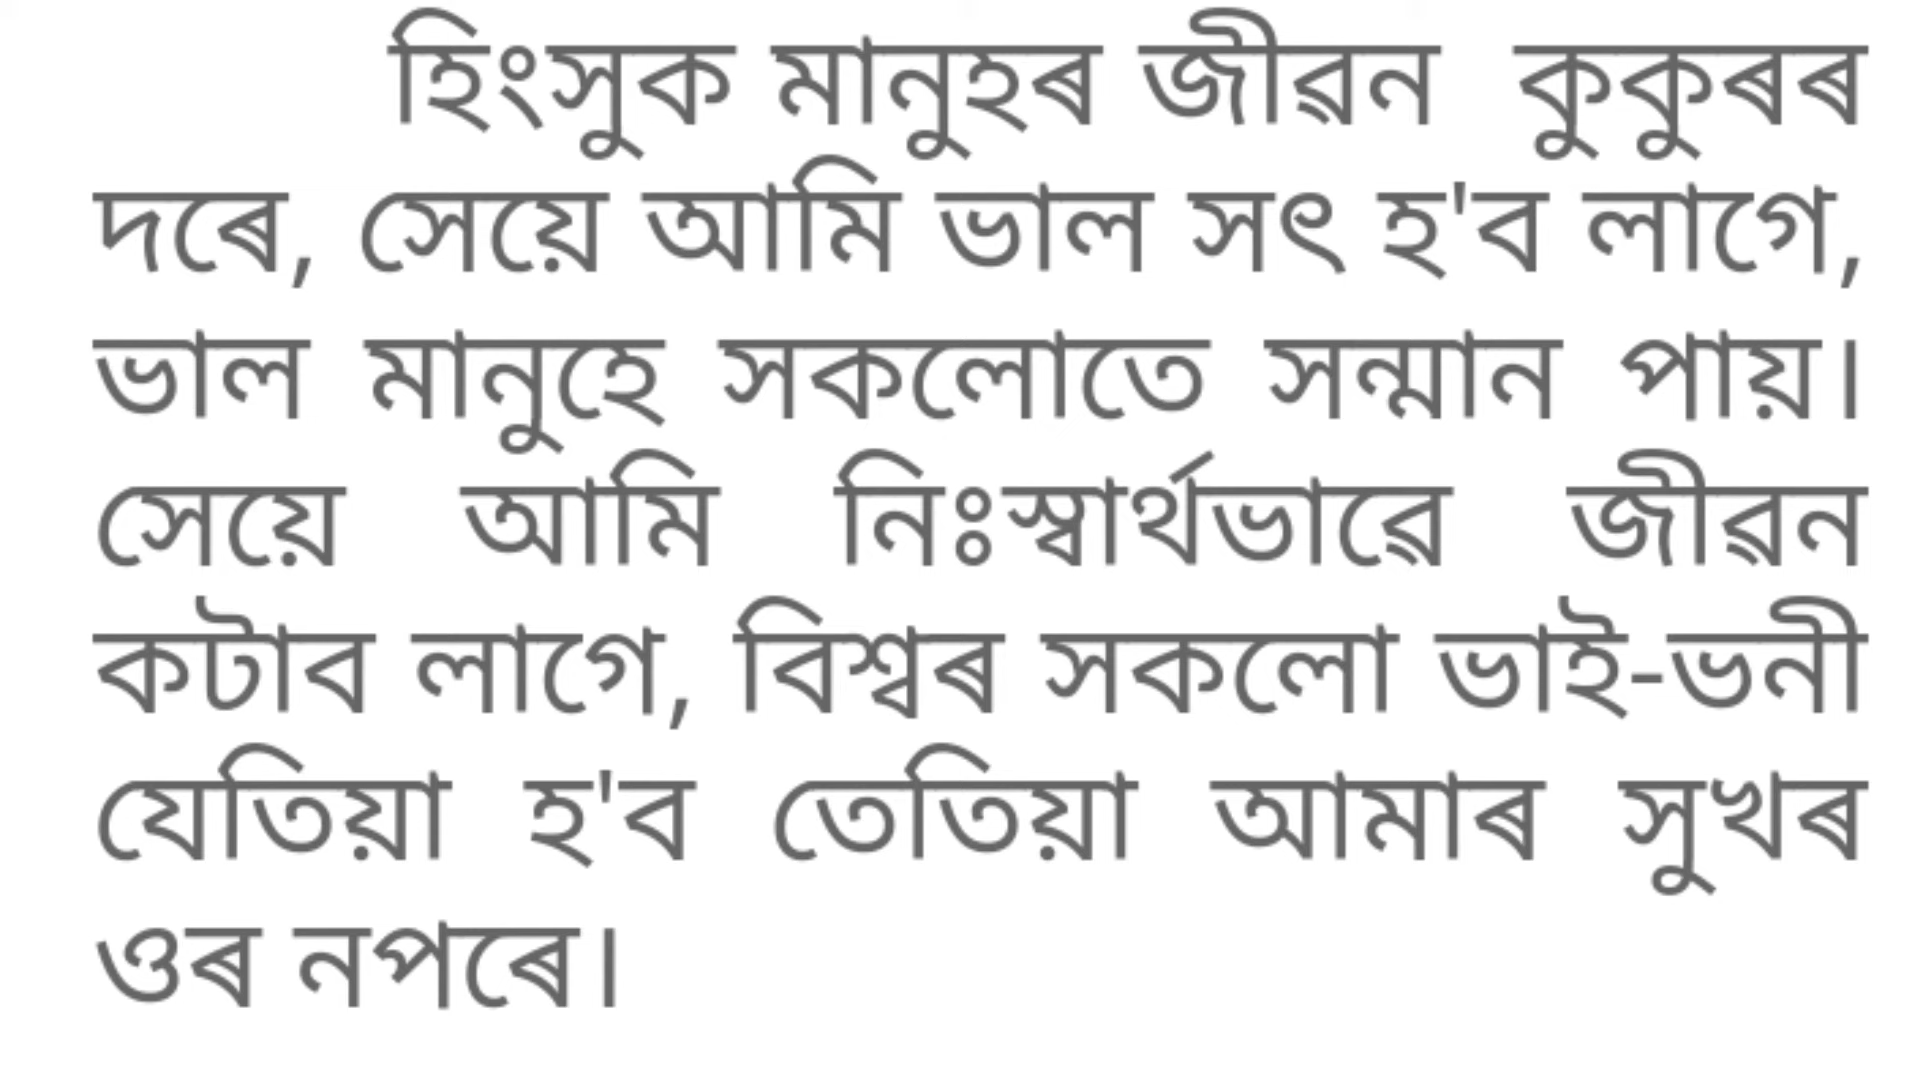 হিংসুক মানুহৰ জীৱন কুকুৰৰ
দৰে, সেয়ে আমি ভাল সৎ হ'ব লাগে,
ভাল মানুহে সকলোতে সন্মান পায়।
সেয়ে আমি নিঃস্বাৰ্থভাৱে জীৱন
কটাব লাগে, বিশ্বৰ সকলো ভাই-ভনী
যেতিয়া হ'ব তেতিয়া আমাৰ সুখৰ
ওৰ নপৰে।